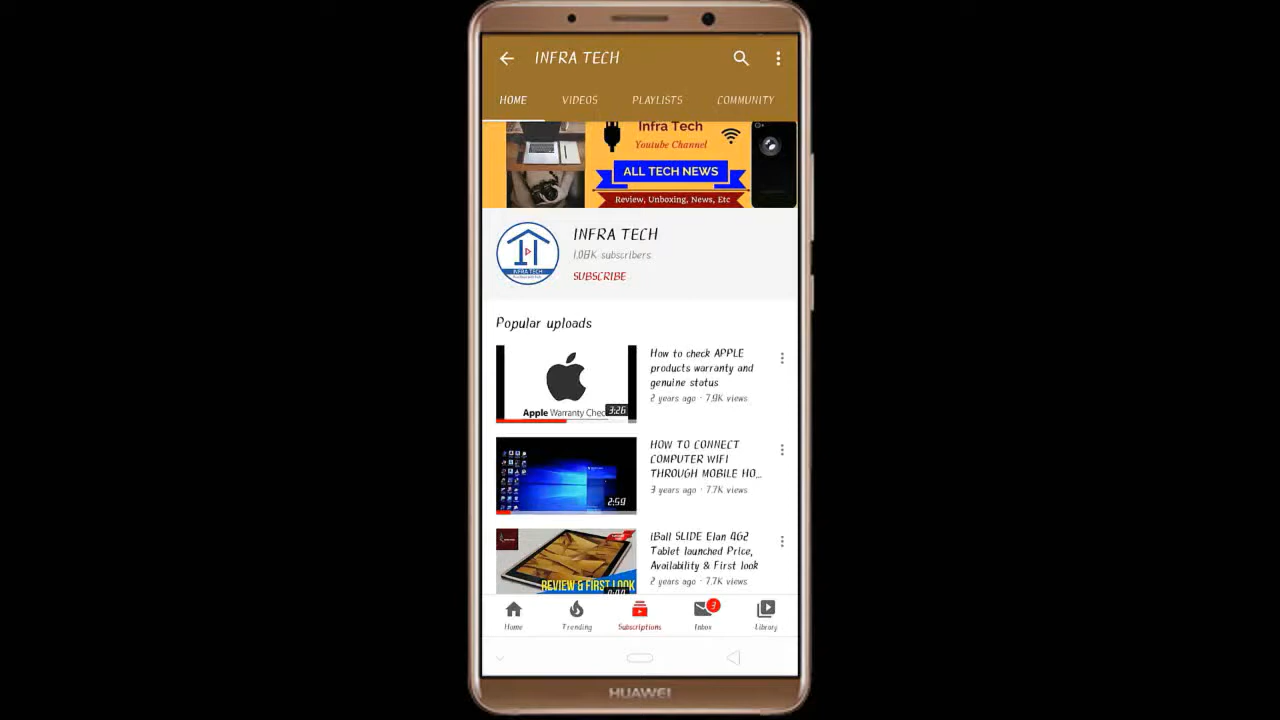 INFRA TECH
HOME VIDEOS PLAYLISTS COMMUNITY
Infra Tech
Youtube Channel
ALL TECH NEWS
Review, Unboxing, News, Etc
INFRA TECH
1.08K subscribers
SUBSCRIBE
INFRA TECH
Popular uploads
How to check APPLE
products warranty and
genuine status
2 years ago · 7.9K views
Apple Warranty Chec
3:26
HOW TO CONNECT
COMPUTER WIFI
THROUGH MOBILE HO...
3 years ago · 7.7K views
2:59
iBall SLIDE Elan 4G2
Tablet launched Price,
Availability & First look
2 years ago · 7.7K views
REVIEW & FIRST LOOK
Home Trending Subscriptions Inbox Library
HUAWEI